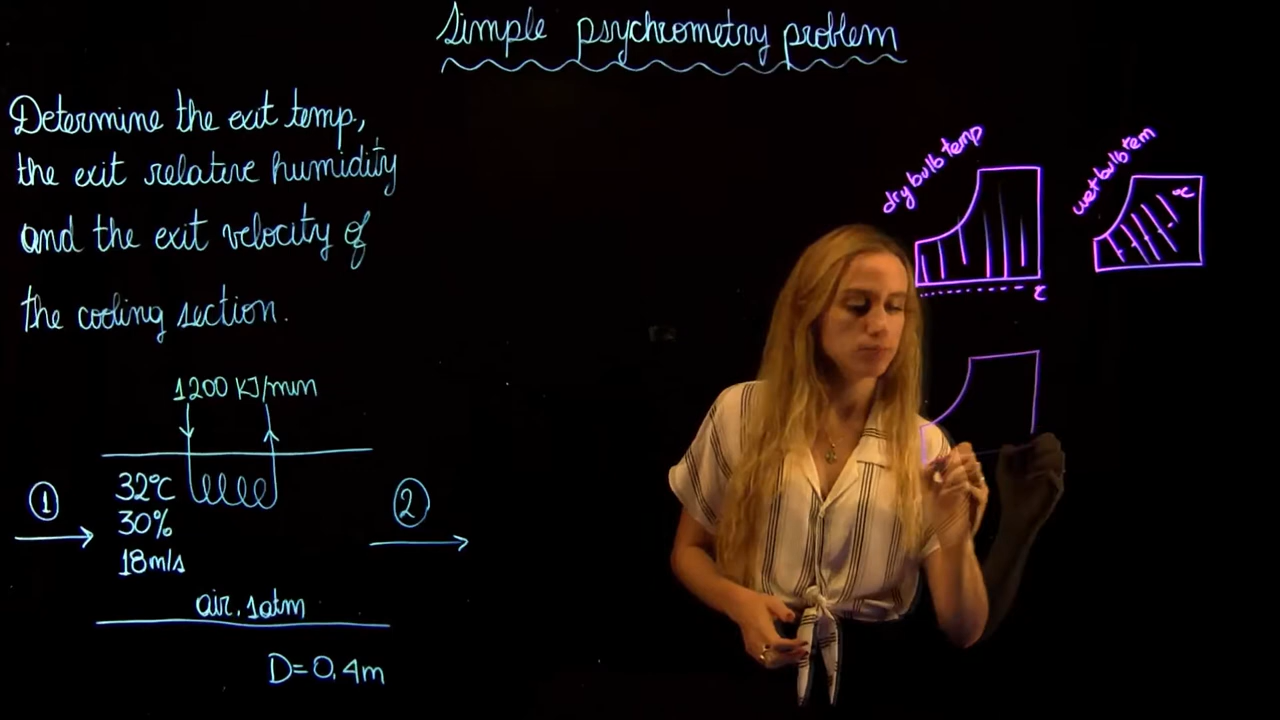 Simple psychrometry problem
Determine the exit temp,
the exit relative humidity
and the exit velocity of
the cooling section.
1200 KJ/min
1
32°C
30%
18m/s
2
air. 1atm
D=0.4m
dry bulb temp
°C
wet bulb tem
°C